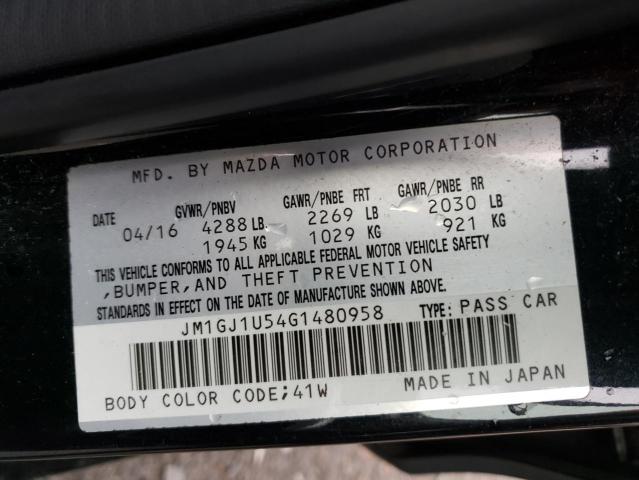 MFD. BY MAZDA MOTOR CORPORATION
DATE GVWR/PNBV GAWR/PNBE FRT GAWR/PNBE RR
04/16 4288 LB 2269 LB 2030 LB
1945 KG 1029 KG 921 KG
THIS VEHICLE CONFORMS TO ALL APPLICABLE FEDERAL MOTOR VEHICLE SAFETY
,BUMPER,AND THEFT PREVENTION
STANDARDS IN EFFECT ON THE DATE OF MANUFACTURE SHOWN ABOVE.
JM1GJ1U54G1480958 TYPE: PASS CAR
BODY COLOR CODE;41W MADE IN JAPAN